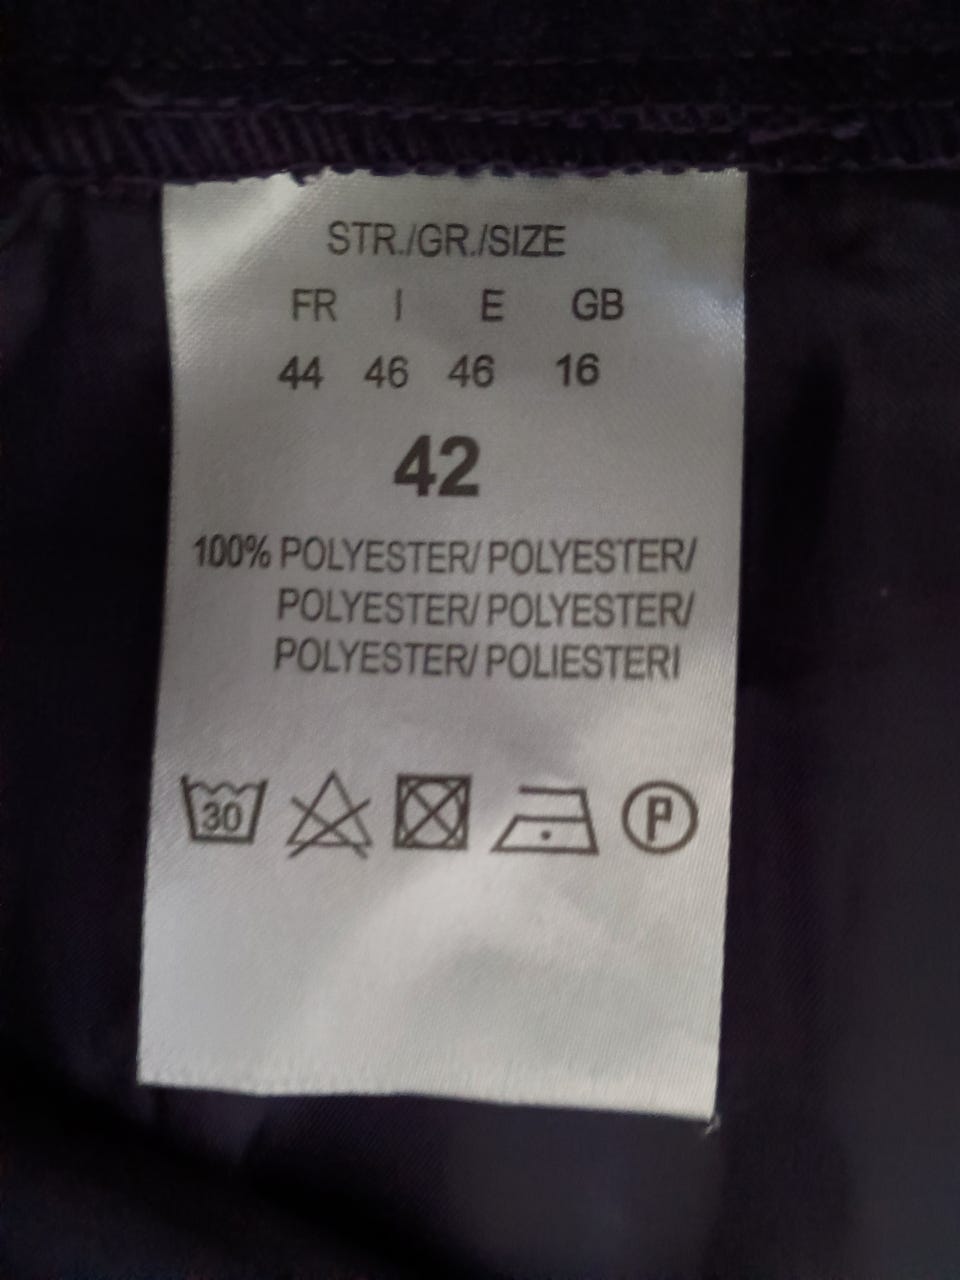 STR./GR./SIZE
FR I E GB
44 46 46 16
42
100% POLYESTER/ POLYESTER/
POLYESTER/ POLYESTER/
POLYESTER/ POLIESTERI
30 P